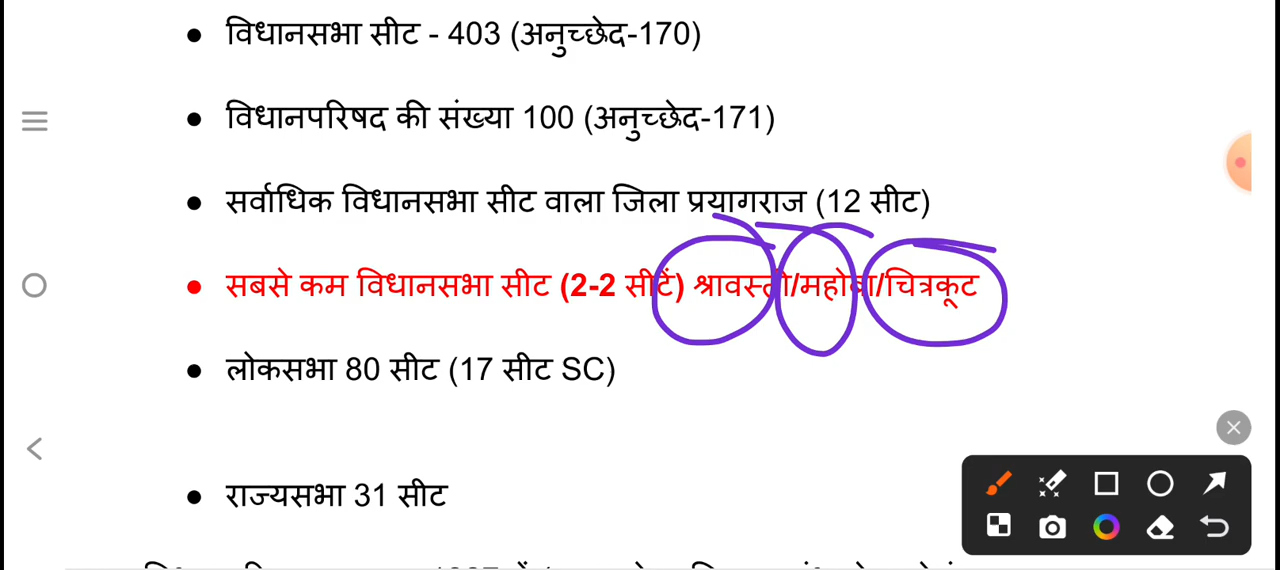 ● विधानसभा सीट - 403 (अनुच्छेद-170)
● विधानपरिषद की संख्या 100 (अनुच्छेद-171)
● सर्वाधिक विधानसभा सीट वाला जिला प्रयागराज (12 सीट)
● सबसे कम विधानसभा सीट (2-2 सीटें) श्रावस्ती/महोबा/चित्रकूट
● लोकसभा 80 सीट (17 सीट SC)
● राज्यसभा 31 सीट